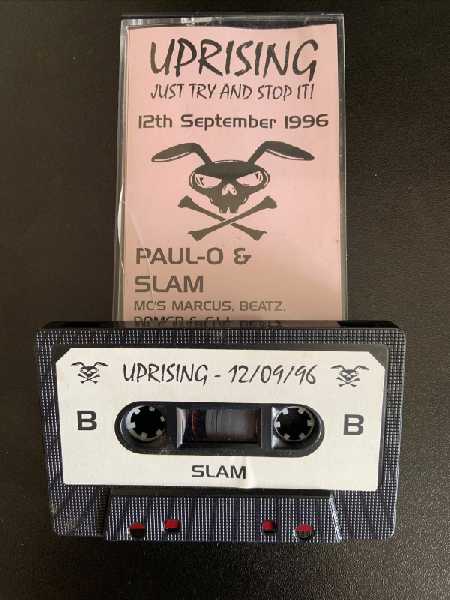 UPRISING
JUST TRY AND STOP IT!
12th September 1996
PAUL-O &
SLAM
MC'S MARCUS, BEATZ,
UPRISING - 12/09/96
B
B
SLAM